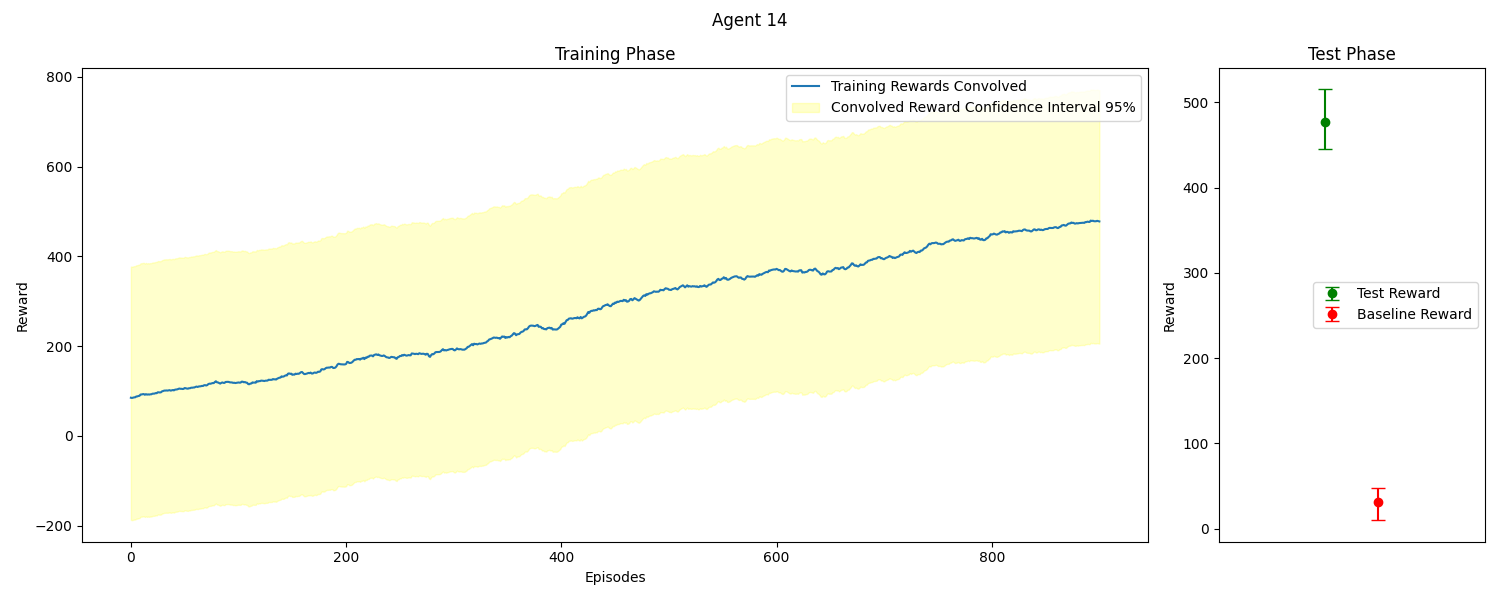 Agent 14
Training Phase
Reward
800
600
400
200
0
−200
0
200
400
600
800
Episodes
Training Rewards Convolved
Convolved Reward Confidence Interval 95%
Test Phase
Reward
500
400
300
200
100
0
Test Reward
Baseline Reward